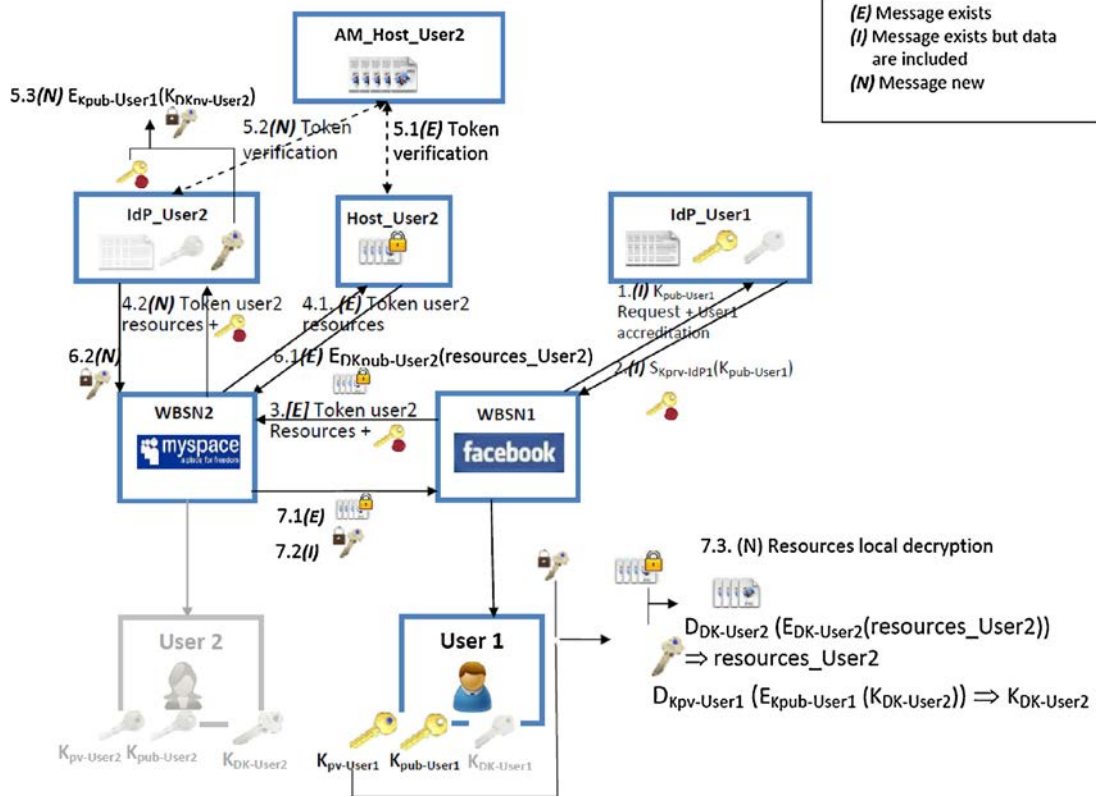 AM_Host_User2
(E) Message exists
(I) Message exists but data
are included
(N) Message new
5.3(N) EKpub-User1(KDKpv-User2)
5.2(N) Token
verification
5.1(E) Token
verification
IdP_User2
Host_User2
IdP_User1
4.2(N) Token user2
resources +
4.1. (E) Token user2
resources
1.(I) Kpub-User1
Request + User1
accreditation
6.2(N)
6.1(E) EDKpub-User2(resources_User2)
2.(I) SKprv-IdP1(Kpub-User1)
WBSN2
myspace
a place for freedom
3.[E] Token user2
Resources +
WBSN1
facebook
7.1(E)
7.2(I)
7.3. (N) Resources local decryption
DDK-User2 (EDK-User2(resources_User2))
⇒ resources_User2
DKpv-User1 (EKpub-User1 (KDK-User2)) ⇒ KDK-User2
User 2
Kpv-User2
Kpub-User2
KDK-User2
User 1
Kpv-User1
Kpub-User1
KDK-User1